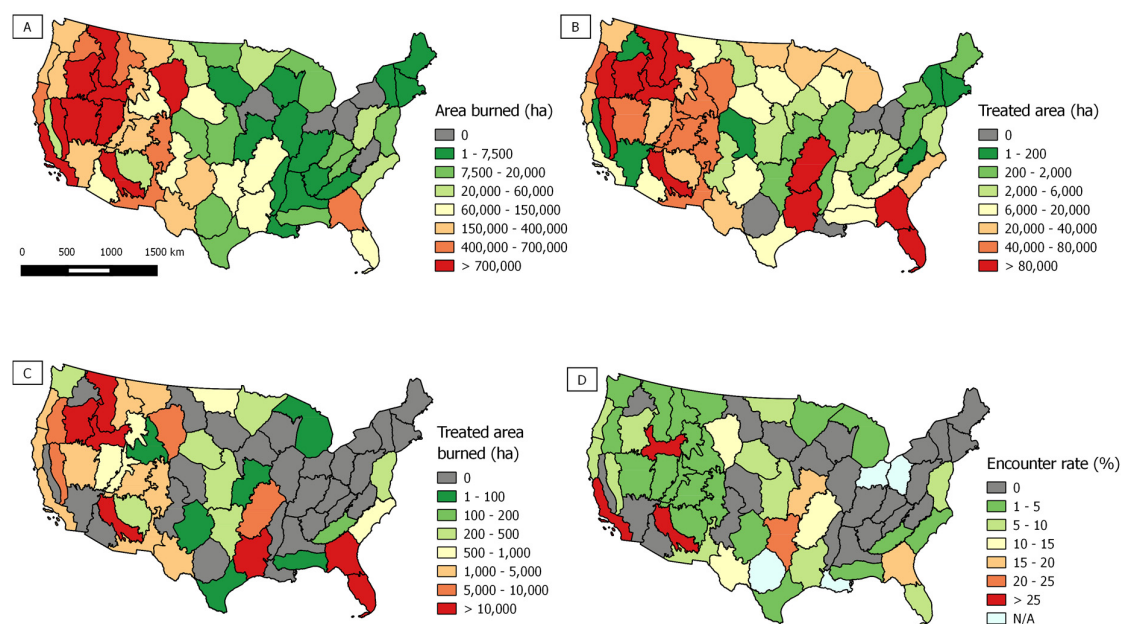 A
Area burned (ha)
0
1 - 7,500
7,500 - 20,000
20,000 - 60,000
60,000 - 150,000
150,000 - 400,000
400,000 - 700,000
> 700,000
0 500 1000 1500 km
B
Treated area (ha)
0
1 - 200
200 - 2,000
2,000 - 6,000
6,000 - 20,000
20,000 - 40,000
40,000 - 80,000
> 80,000
C
Treated area
burned (ha)
0
1 - 100
100 - 200
200 - 500
500 - 1,000
1,000 - 5,000
5,000 - 10,000
> 10,000
D
Encounter rate (%)
0
1 - 5
5 - 10
10 - 15
15 - 20
20 - 25
> 25
N/A